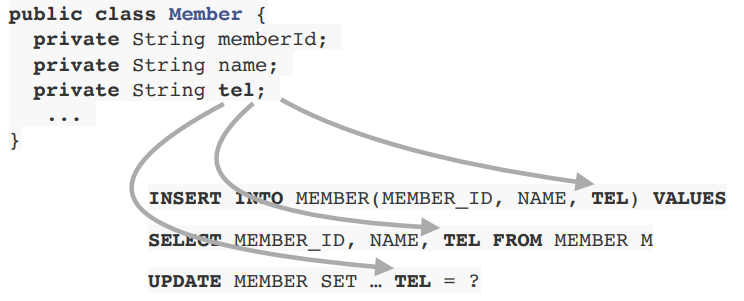 public class Member {
private String memberId;
private String name;
private String tel;
...
}
INSERT INTO MEMBER(MEMBER_ID, NAME, TEL) VALUES
SELECT MEMBER_ID, NAME, TEL FROM MEMBER M
UPDATE MEMBER SET … TEL = ?